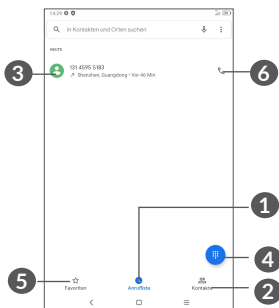 14:29
In Kontakten und Orten suchen
HEUTE
131 4595 5183
Shenzhen, Guangdong • Vor 46 Min
3
6
1
4
5
2
Favoriten
Anrufliste
Kontakte